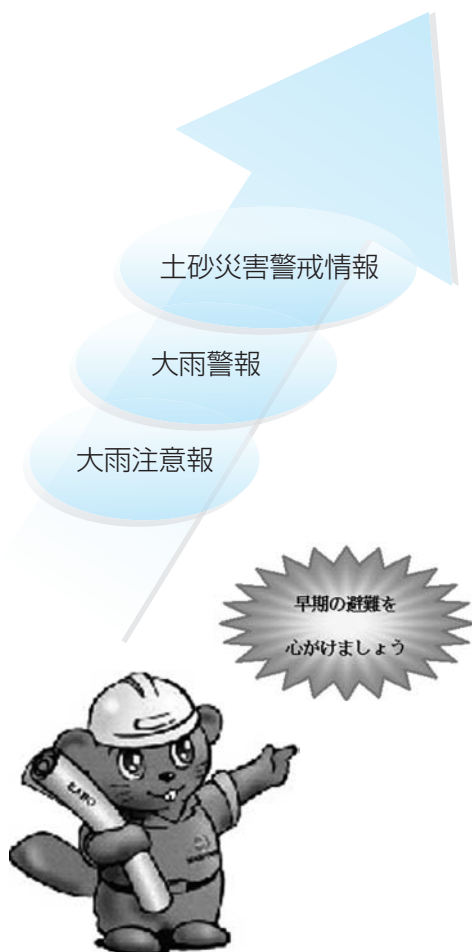 土砂災害警戒情報
大雨警報
大雨注意報
早期の避難を
心がけましょう